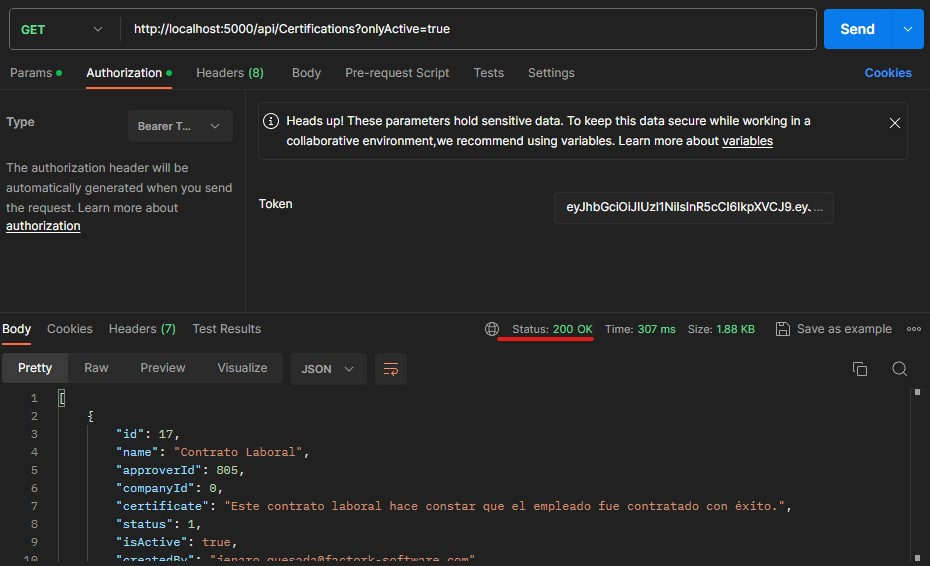 GET http://localhost:5000/api/Certifications?onlyActive=true Send
Params Authorization Headers (8) Body Pre-request Script Tests Settings Cookies
Type Bearer T...
The authorization header will be
automatically generated when you send
the request. Learn more about
authorization
Heads up! These parameters hold sensitive data. To keep this data secure while working in a
collaborative environment,we recommend using variables. Learn more about variables
Token eyJhbGciOiJIUzI1NiIsInR5cCI6IkpXVCJ9.ey. ...
Body Cookies Headers (7) Test Results Status: 200 OK Time: 307 ms Size: 1.88 KB Save as example
Pretty Raw Preview Visualize JSON
1 [
2 {
3 "id": 17,
4 "name": "Contrato Laboral",
5 "approverId": 805,
6 "companyId": 0,
7 "certificate": "Este contrato laboral hace constar que el empleado fue contratado con éxito.",
8 "status": 1,
9 "isActive": true,
10 "createdBy": "jenaro.quesada@factork-software.com"